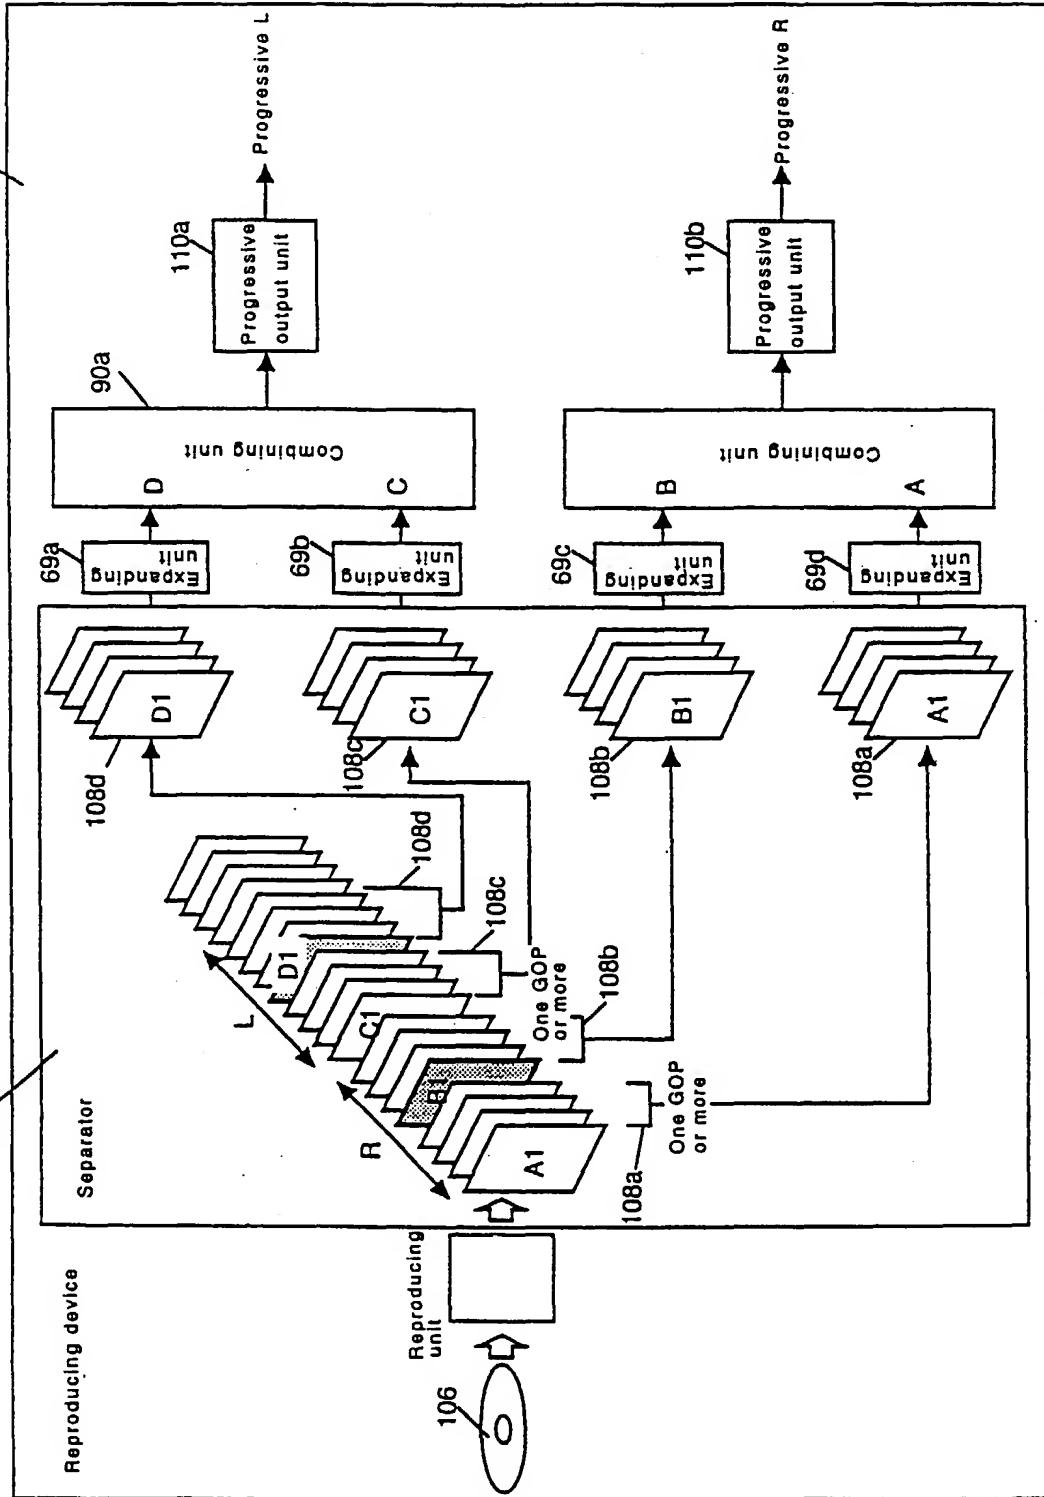 Reproducing device
Separator
106
Reproducing
unit
R
L
A1
B1
C1
D1
108a
One GOP
or more
108b
One GOP
or more
108c
108d
108d
D1
108c
C1
108b
B1
108a
A1
69a
Expanding
unit
69b
Expanding
unit
69c
Expanding
unit
69d
Expanding
unit
90a
D
C
Combining unit
B
A
Combining unit
110a
Progressive
output unit
Progressive L
110b
Progressive
output unit
Progressive R